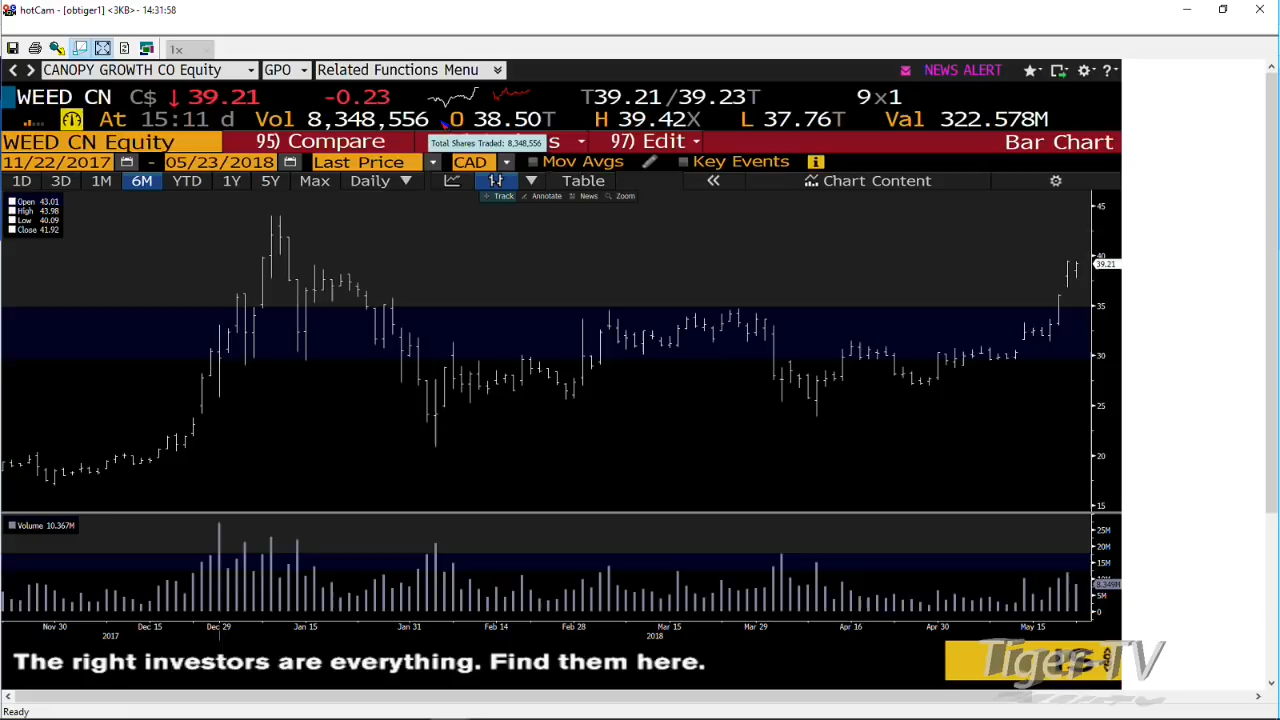 hotCam - [obtiger1] <3KB> - 14:31:58
1x
CANOPY GROWTH CO Equity GPO Related Functions Menu NEWS ALERT ?
WEED CN C$ ↓ 39.21 -0.23 T39.21/39.23T 9x1
At 15:11 d Vol 8,348,556 O 38.50T H 39.42X L 37.76T Val 322.578M
WEED CN Equity 95) Compare Total Shares Traded: 8,348,556 s 97) Edit Bar Chart
11/22/2017 - 05/23/2018 Last Price CAD Mov Avgs Key Events
1D 3D 1M 6M YTD 1Y 5Y Max Daily ▼ ▼ Table « Chart Content
Track Annotate News Zoom
Open 43.01
High 43.98
Low 40.09
Close 41.92
45
40
39.21
35
30
25
20
15
Volume 10.367M
25M
20M
15M
10M
8.349M
5M
0
Nov 30 Dec 15 Dec 29 Jan 15 Jan 31 Feb 14 Feb 28 Mar 15 Mar 29 Apr 16 Apr 30 May 15
2017 2018
The right investors are everything. Find them here.
Tiger-TV
Ready